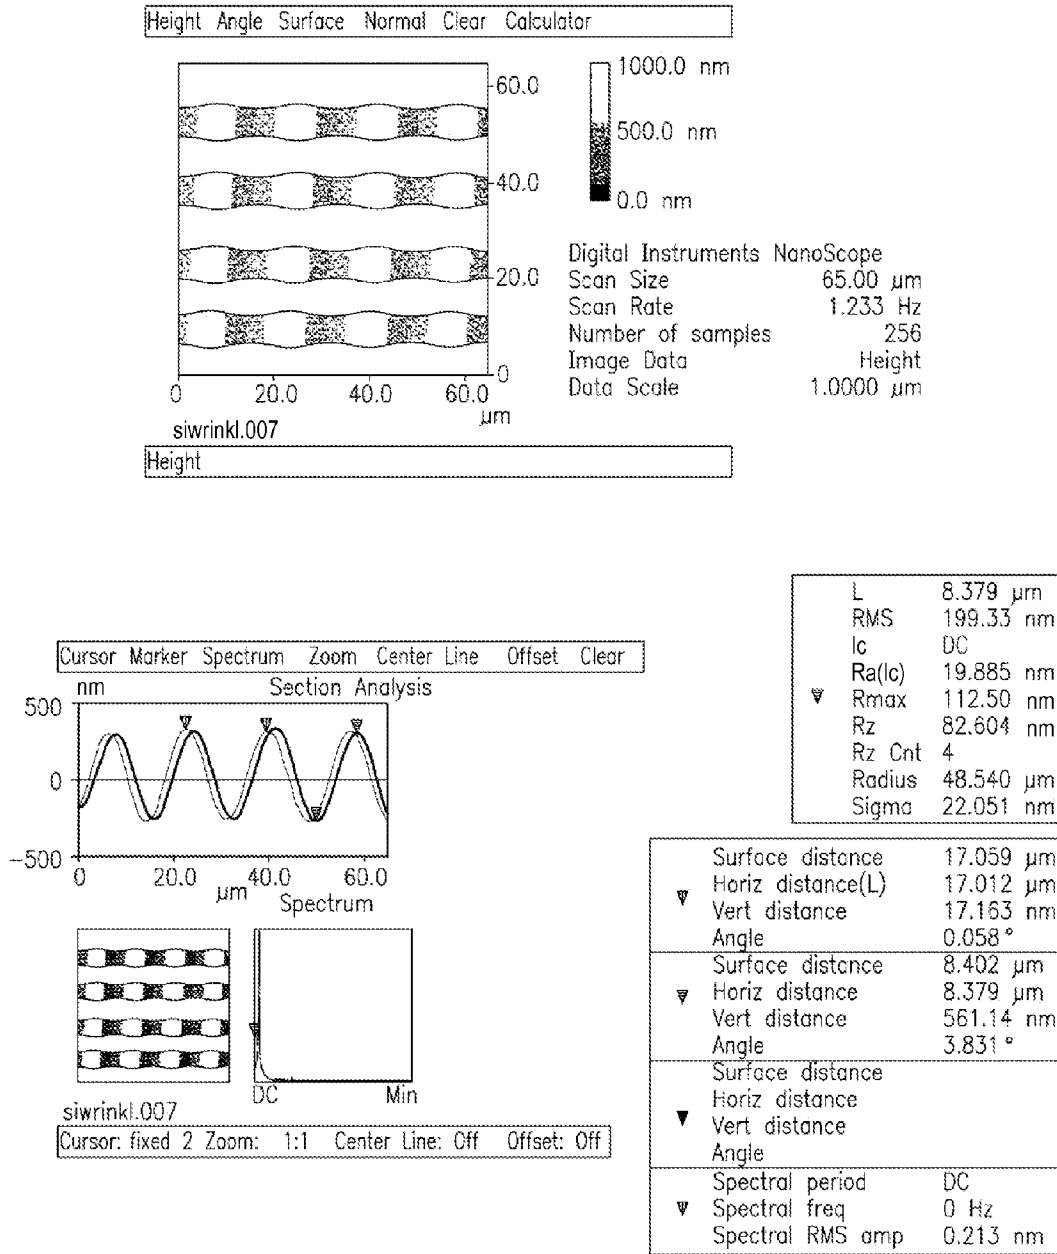 Height Angle Surface Normal Clear Calculator
1000.0 nm
60.0
500.0 nm
40.0
0.0 nm
20.0
0
0 20.0 40.0 60.0
µm
siwrinkl.007
Digital Instruments NanoScope
Scan Size 65.00 µm
Scan Rate 1.233 Hz
Number of samples 256
Image Data Height
Data Scale 1.0000 µm
Height
L 8.379 µm
RMS 199.33 nm
lc DC
Ra(lc) 19.885 nm
Rmax 112.50 nm
Rz 82.604 nm
Rz Cnt 4
Radius 48.540 µm
Sigma 22.051 nm
Cursor Marker Spectrum Zoom Center Line Offset Clear
nm Section Analysis
500
0
−500
0 20.0 40.0 60.0
µm
Spectrum
DC Min
siwrinkl.007
Cursor: fixed 2 Zoom: 1:1 Center Line: Off Offset: Off
Surface distance 17.059 µm
Horiz distance(L) 17.012 µm
Vert distance 17.163 nm
Angle 0.058 °
Surface distance 8.402 µm
Horiz distance 8.379 µm
Vert distance 561.14 nm
Angle 3.831 °
Surface distance
Horiz distance
Vert distance
Angle
Spectral period DC
Spectral freq 0 Hz
Spectral RMS amp 0.213 nm